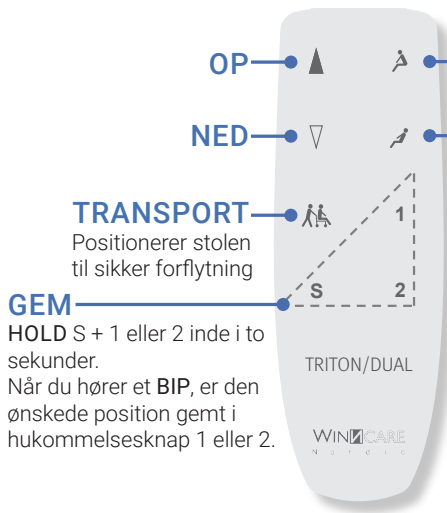 OP
NED
TRANSPORT
Positionerer stolen
til sikker forflytning
GEM
HOLD S + 1 eller 2 inde i to
sekunder.
Når du hører et BIP, er den
ønskede position gemt i
hukommelsesknap 1 eller 2.
1
S 2
TRITON/DUAL
WINNCARE
Nordic